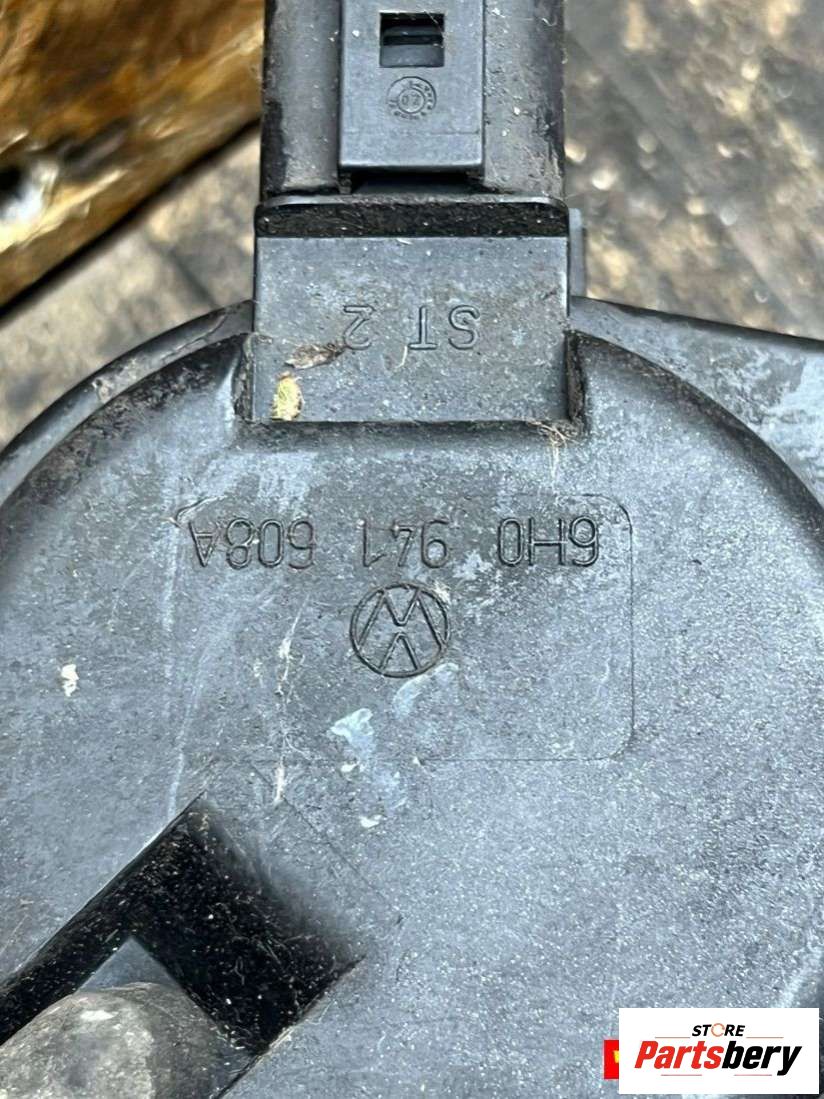 ST 2
6H0 941 608A
STORE
Partsbery